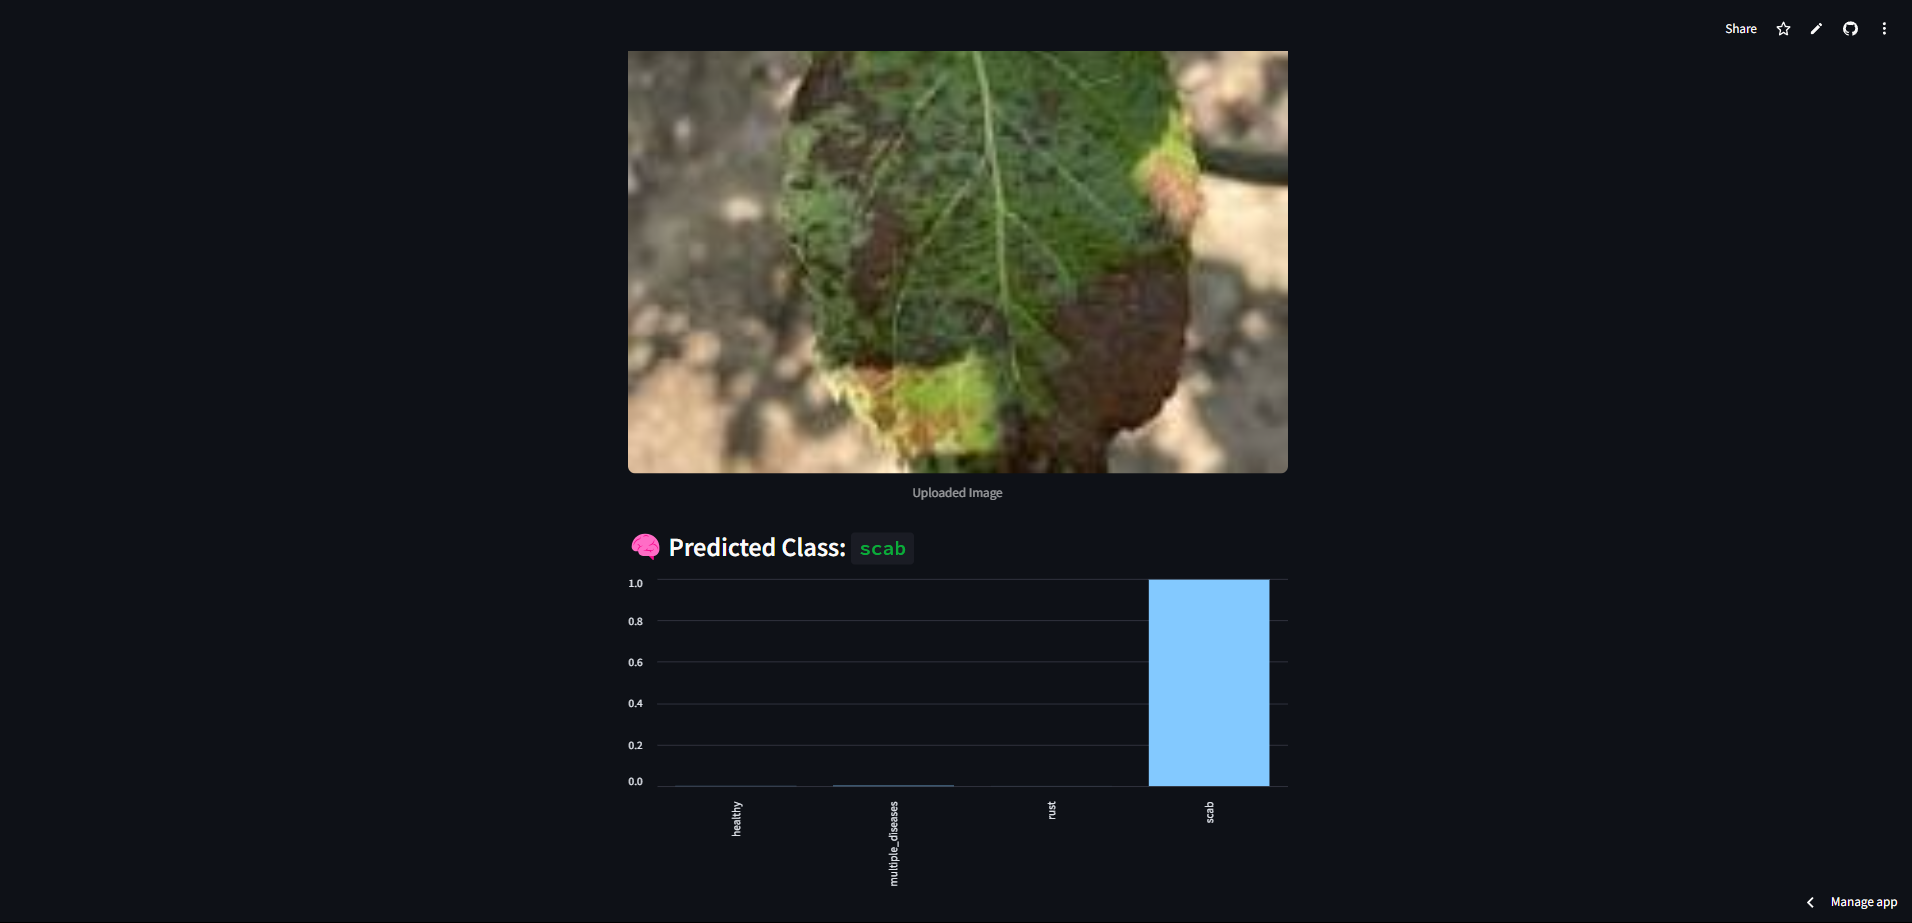 Share
Uploaded Image
🧠 Predicted Class: scab
1.0
0.8
0.6
0.4
0.2
0.0
healthy
multiple_diseases
rust
scab
Manage app